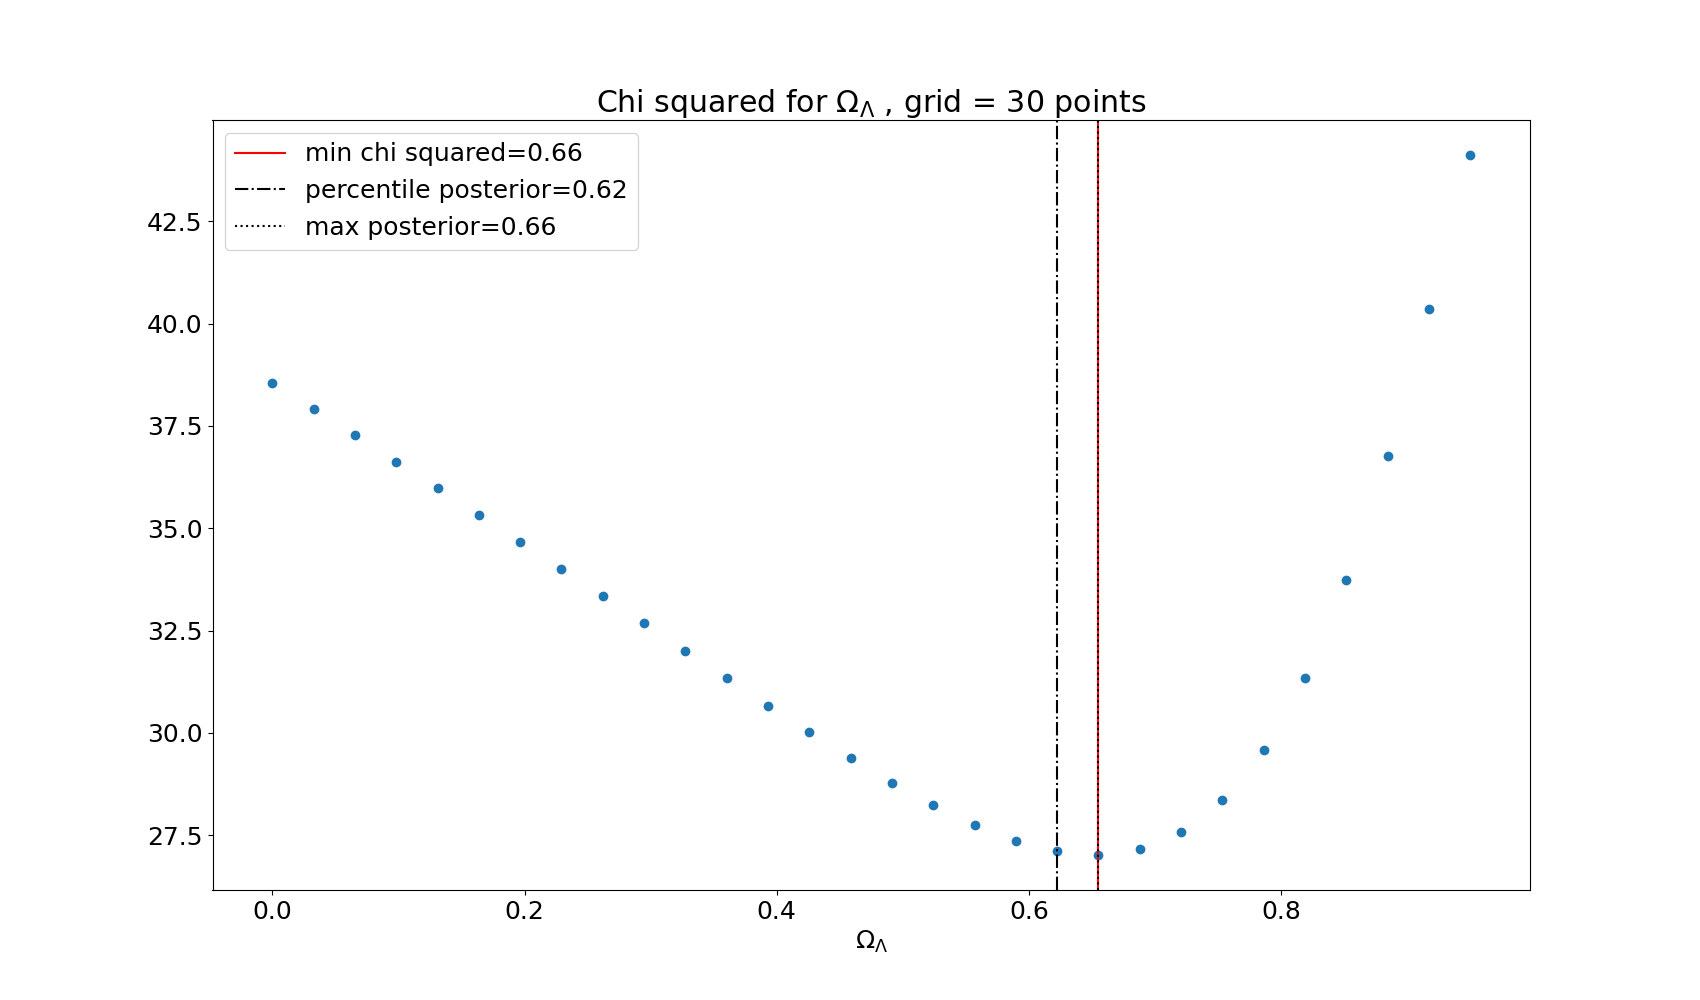 Chi squared for Ω_Λ , grid = 30 points
min chi squared=0.66
percentile posterior=0.62
max posterior=0.66
42.5
40.0
37.5
35.0
32.5
30.0
27.5
0.0 0.2 0.4 0.6 0.8
Ω_Λ